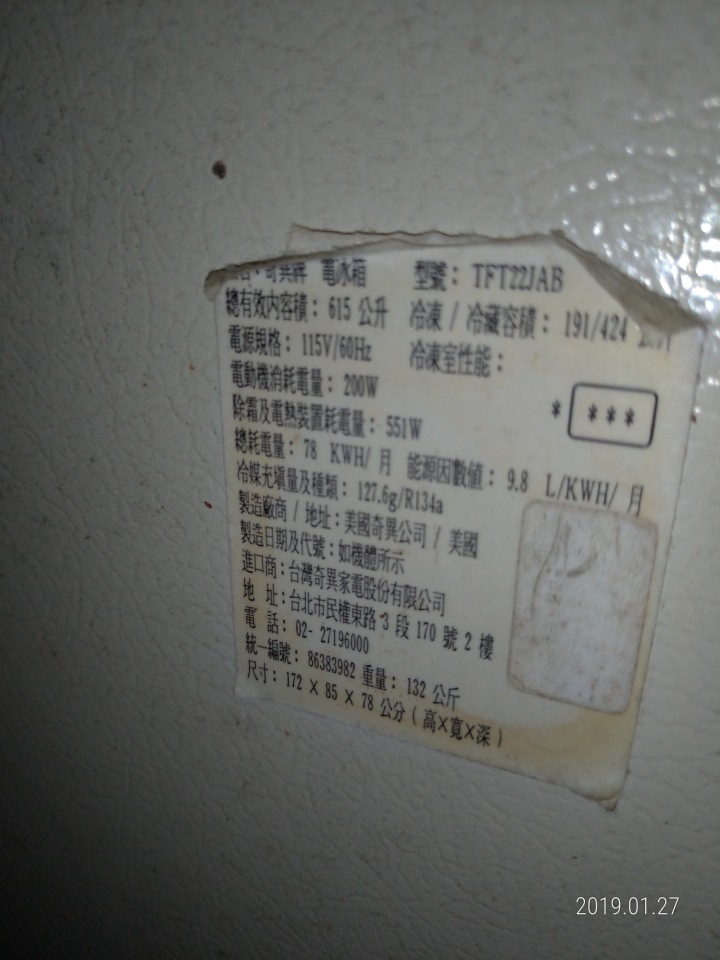 奇異牌 電冰箱 型號：TFT22JAB
總有效內容積：615 公升 冷凍 / 冷藏容積：191/424
電源規格：115V/60Hz 冷凍室性能：
電動機消耗電量：200W * ***
除霜及電熱裝置耗電量：551W
總耗電量：78 KWH/ 月 能源因數值：9.8 L/KWH/ 月
冷媒充塡量及種類：127.6g/R134a
製造廠商 / 地址：美國奇異公司 / 美國
製造日期及代號：如機體所示
進口商：台灣奇異家電股份有限公司
地 址：台北市民權東路 3 段 170 號 2 樓
電 話：02- 27196000
統一編號：86383982 重量：132 公斤
尺寸：172 X 85 X 78 公分 ( 高X寬X深 )
2019.01.27